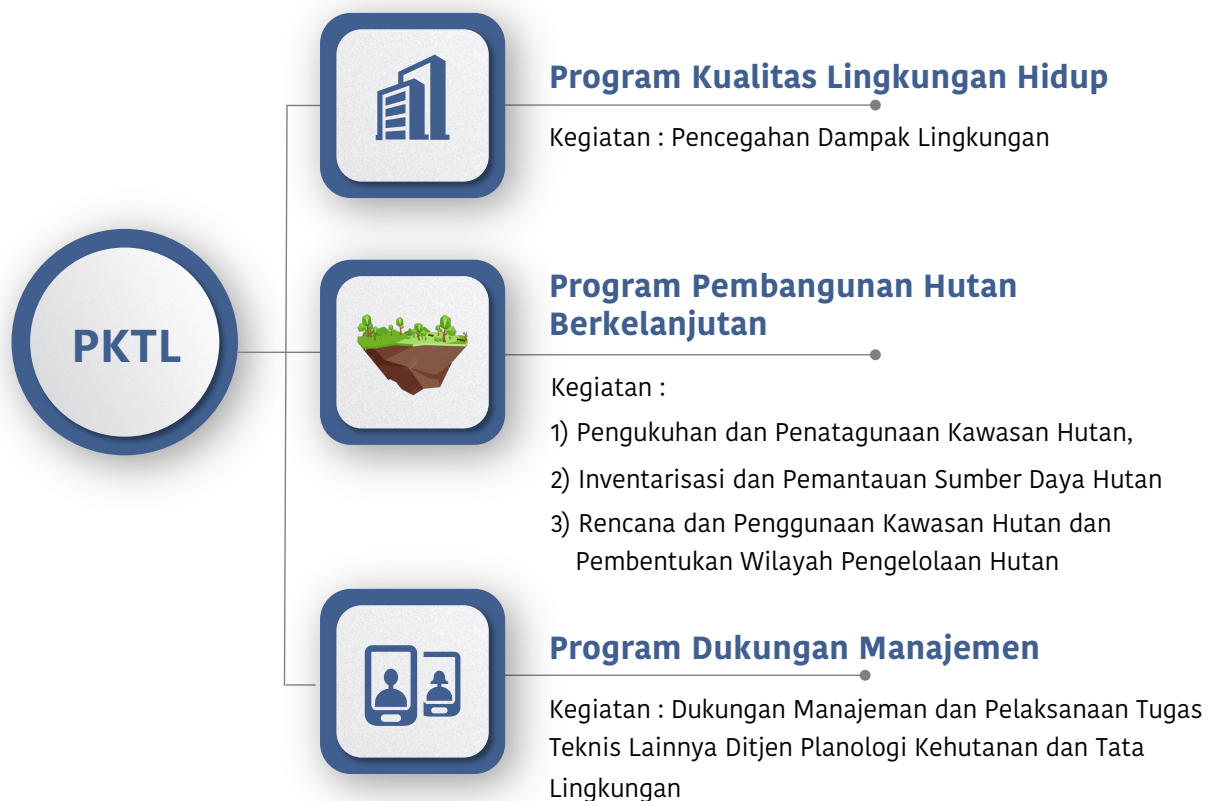 PKTL
Program Kualitas Lingkungan Hidup
Kegiatan : Pencegahan Dampak Lingkungan
Program Pembangunan Hutan
Berkelanjutan
Kegiatan :
1) Pengukuhan dan Penatagunaan Kawasan Hutan,
2) Inventarisasi dan Pemantauan Sumber Daya Hutan
3) Rencana dan Penggunaan Kawasan Hutan dan
Pembentukan Wilayah Pengelolaan Hutan
Program Dukungan Manajemen
Kegiatan : Dukungan Manajeman dan Pelaksanaan Tugas
Teknis Lainnya Ditjen Planologi Kehutanan dan Tata
Lingkungan